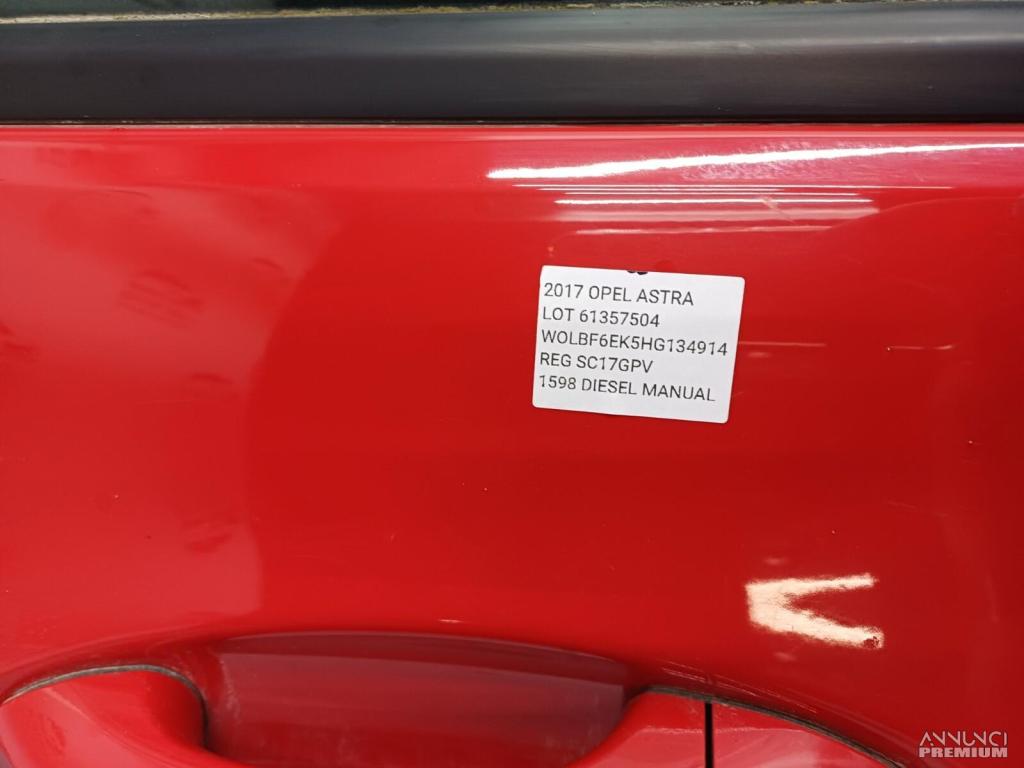 2017 OPEL ASTRA
LOT 61357504
WOLBF6EK5HG134914
REG SC17GPV
1598 DIESEL MANUAL
ANNUNCI
PREMIUM